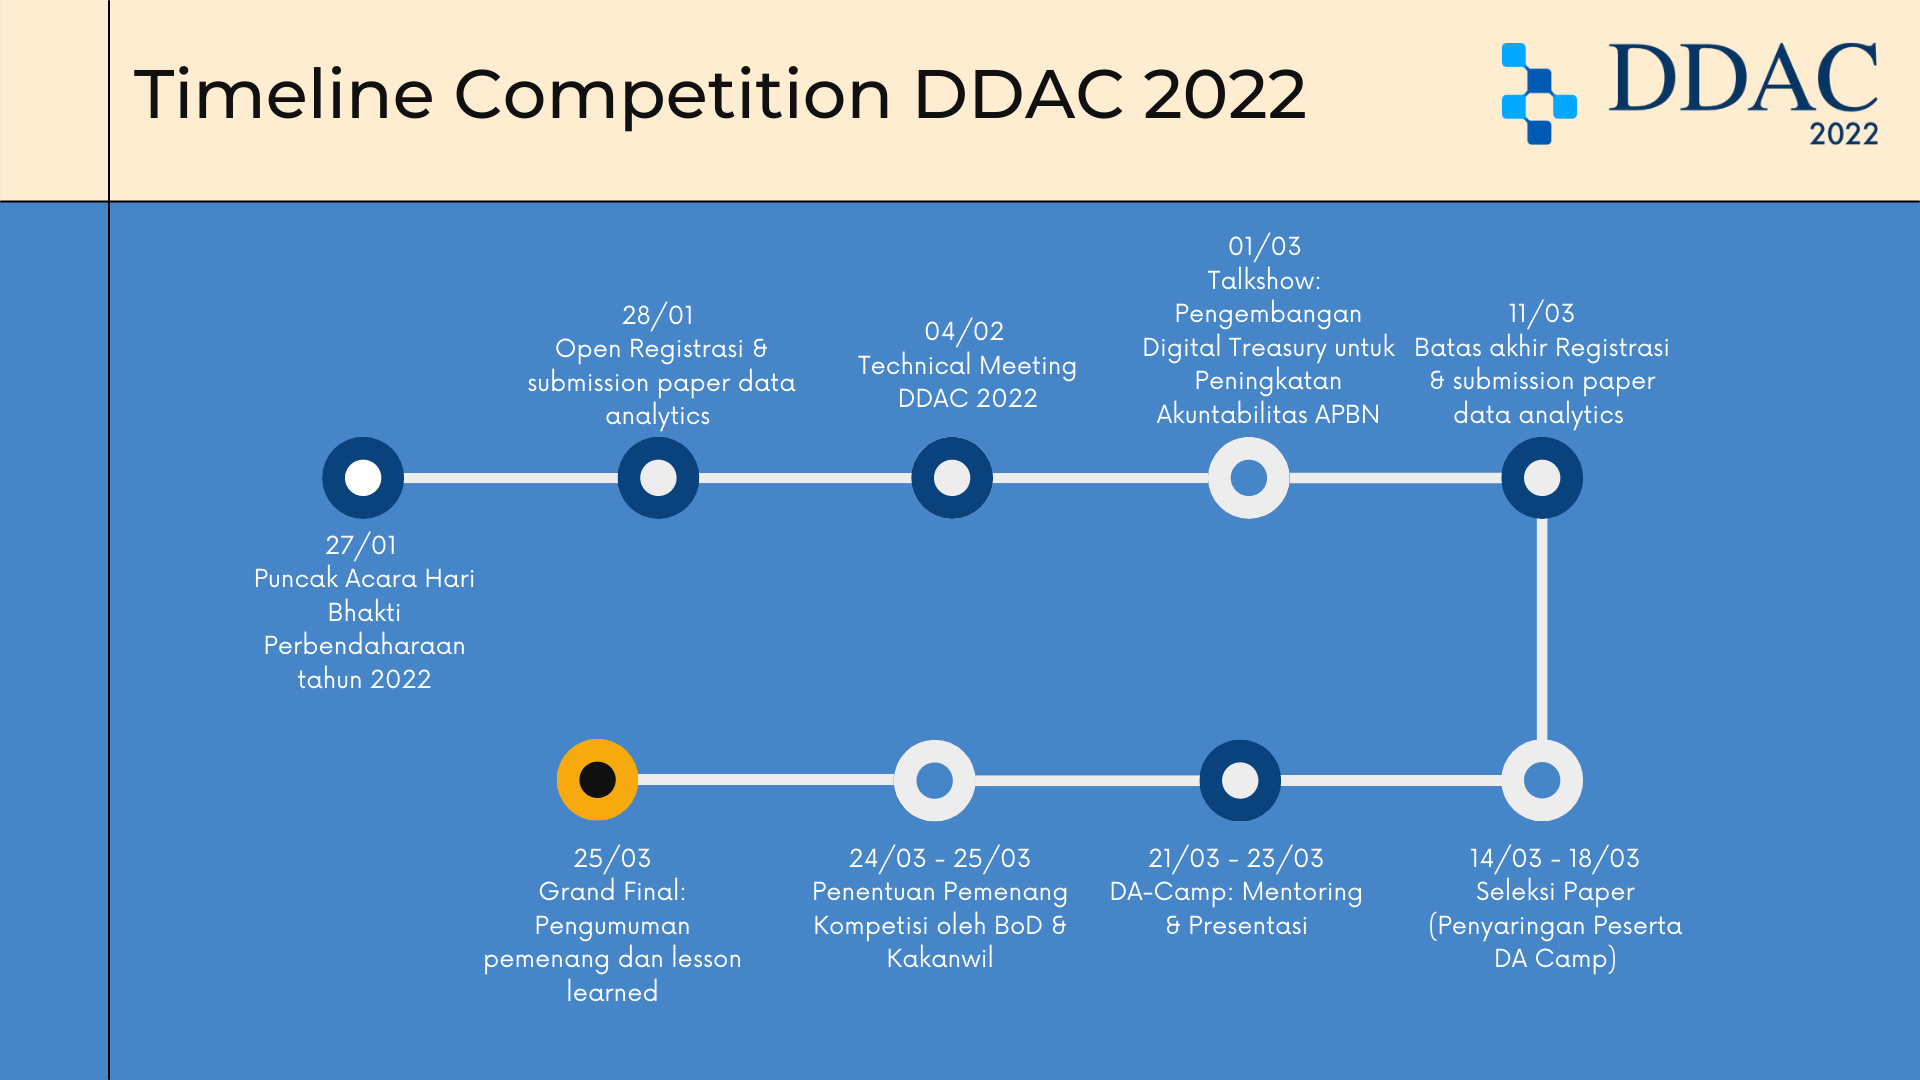 Timeline Competition DDAC 2022
DDAC
2022
27/01
Puncak Acara Hari
Bhakti
Perbendaharaan
tahun 2022
28/01
Open Registrasi &
submission paper data
analytics
04/02
Technical Meeting
DDAC 2022
01/03
Talkshow:
Pengembangan
Digital Treasury untuk
Peningkatan
Akuntabilitas APBN
11/03
Batas akhir Registrasi
& submission paper
data analytics
14/03 - 18/03
Seleksi Paper
(Penyaringan Peserta
DA Camp)
21/03 - 23/03
DA-Camp: Mentoring
& Presentasi
24/03 - 25/03
Penentuan Pemenang
Kompetisi oleh BoD &
Kakanwil
25/03
Grand Final:
Pengumuman
pemenang dan lesson
learned